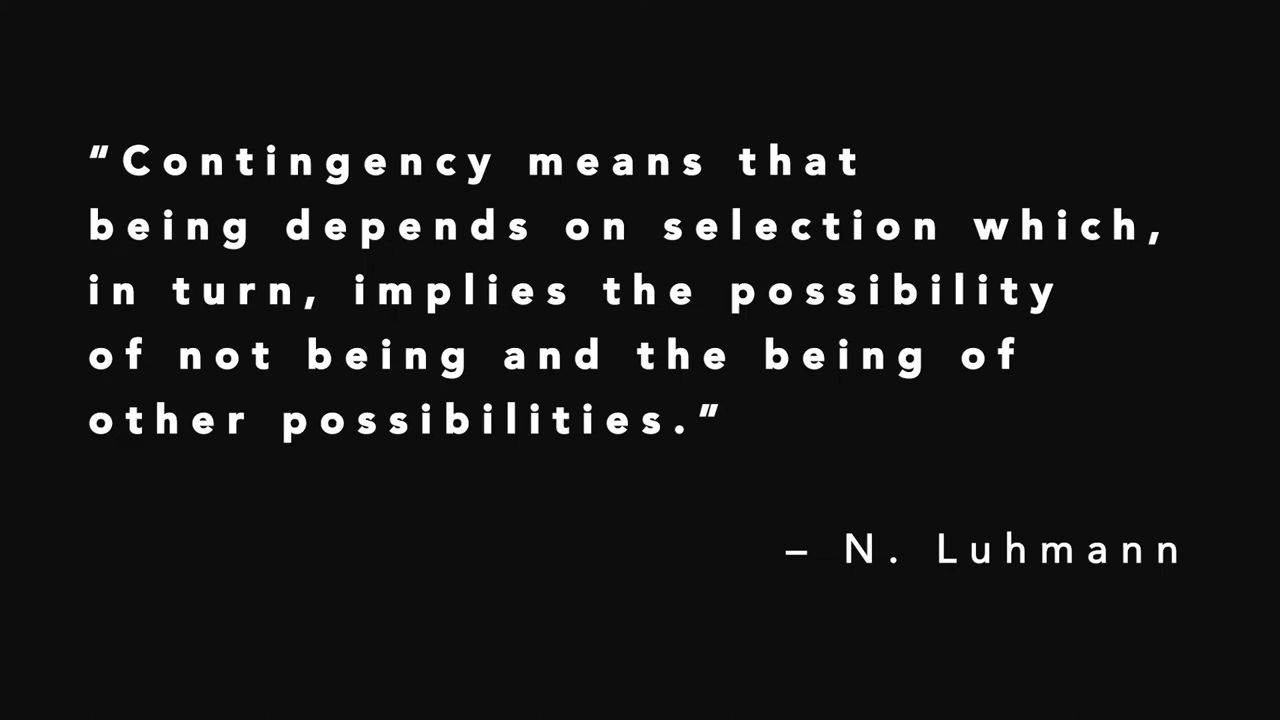 “Contingency means that
being depends on selection which,
in turn, implies the possibility
of not being and the being of
other possibilities.”
– N. Luhmann